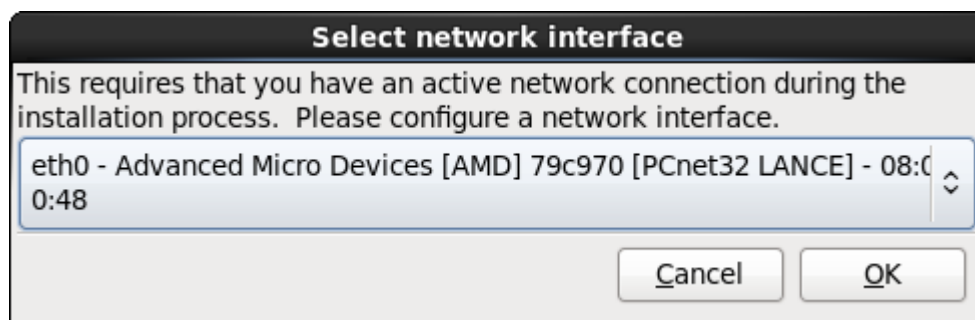 Select network interface
This requires that you have an active network connection during the
installation process.  Please configure a network interface.
eth0 - Advanced Micro Devices [AMD] 79c970 [PCnet32 LANCE] - 08:0
0:48
Cancel
OK